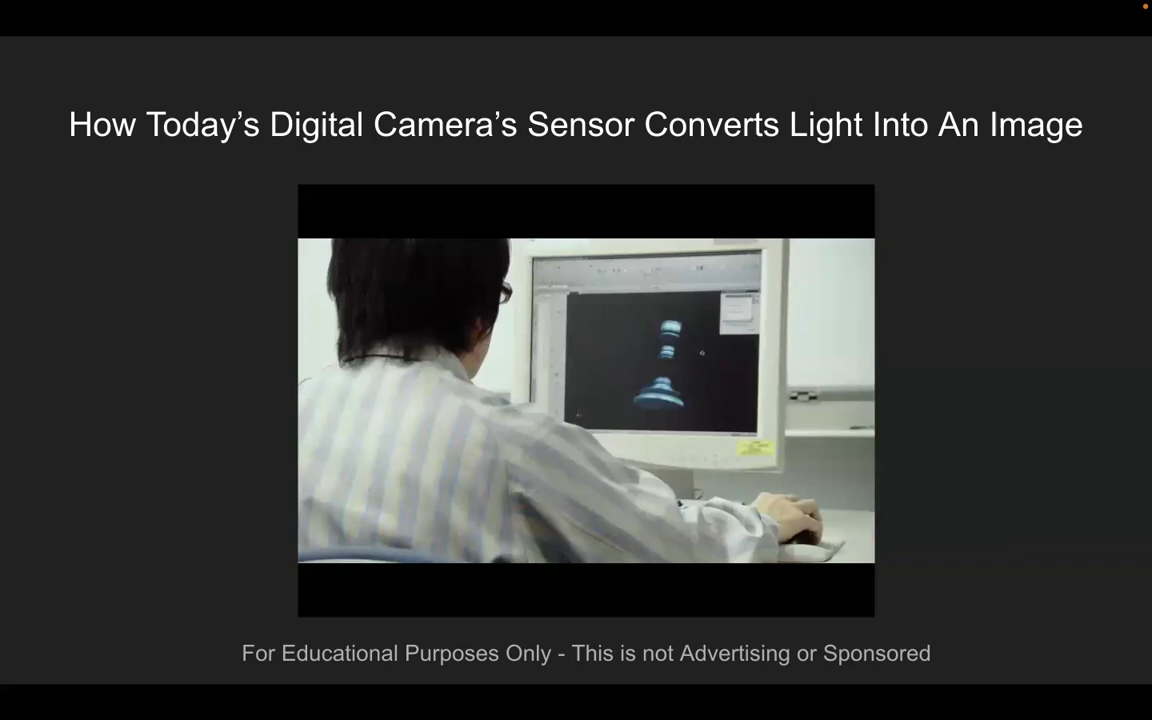 How Today’s Digital Camera’s Sensor Converts Light Into An Image
For Educational Purposes Only - This is not Advertising or Sponsored